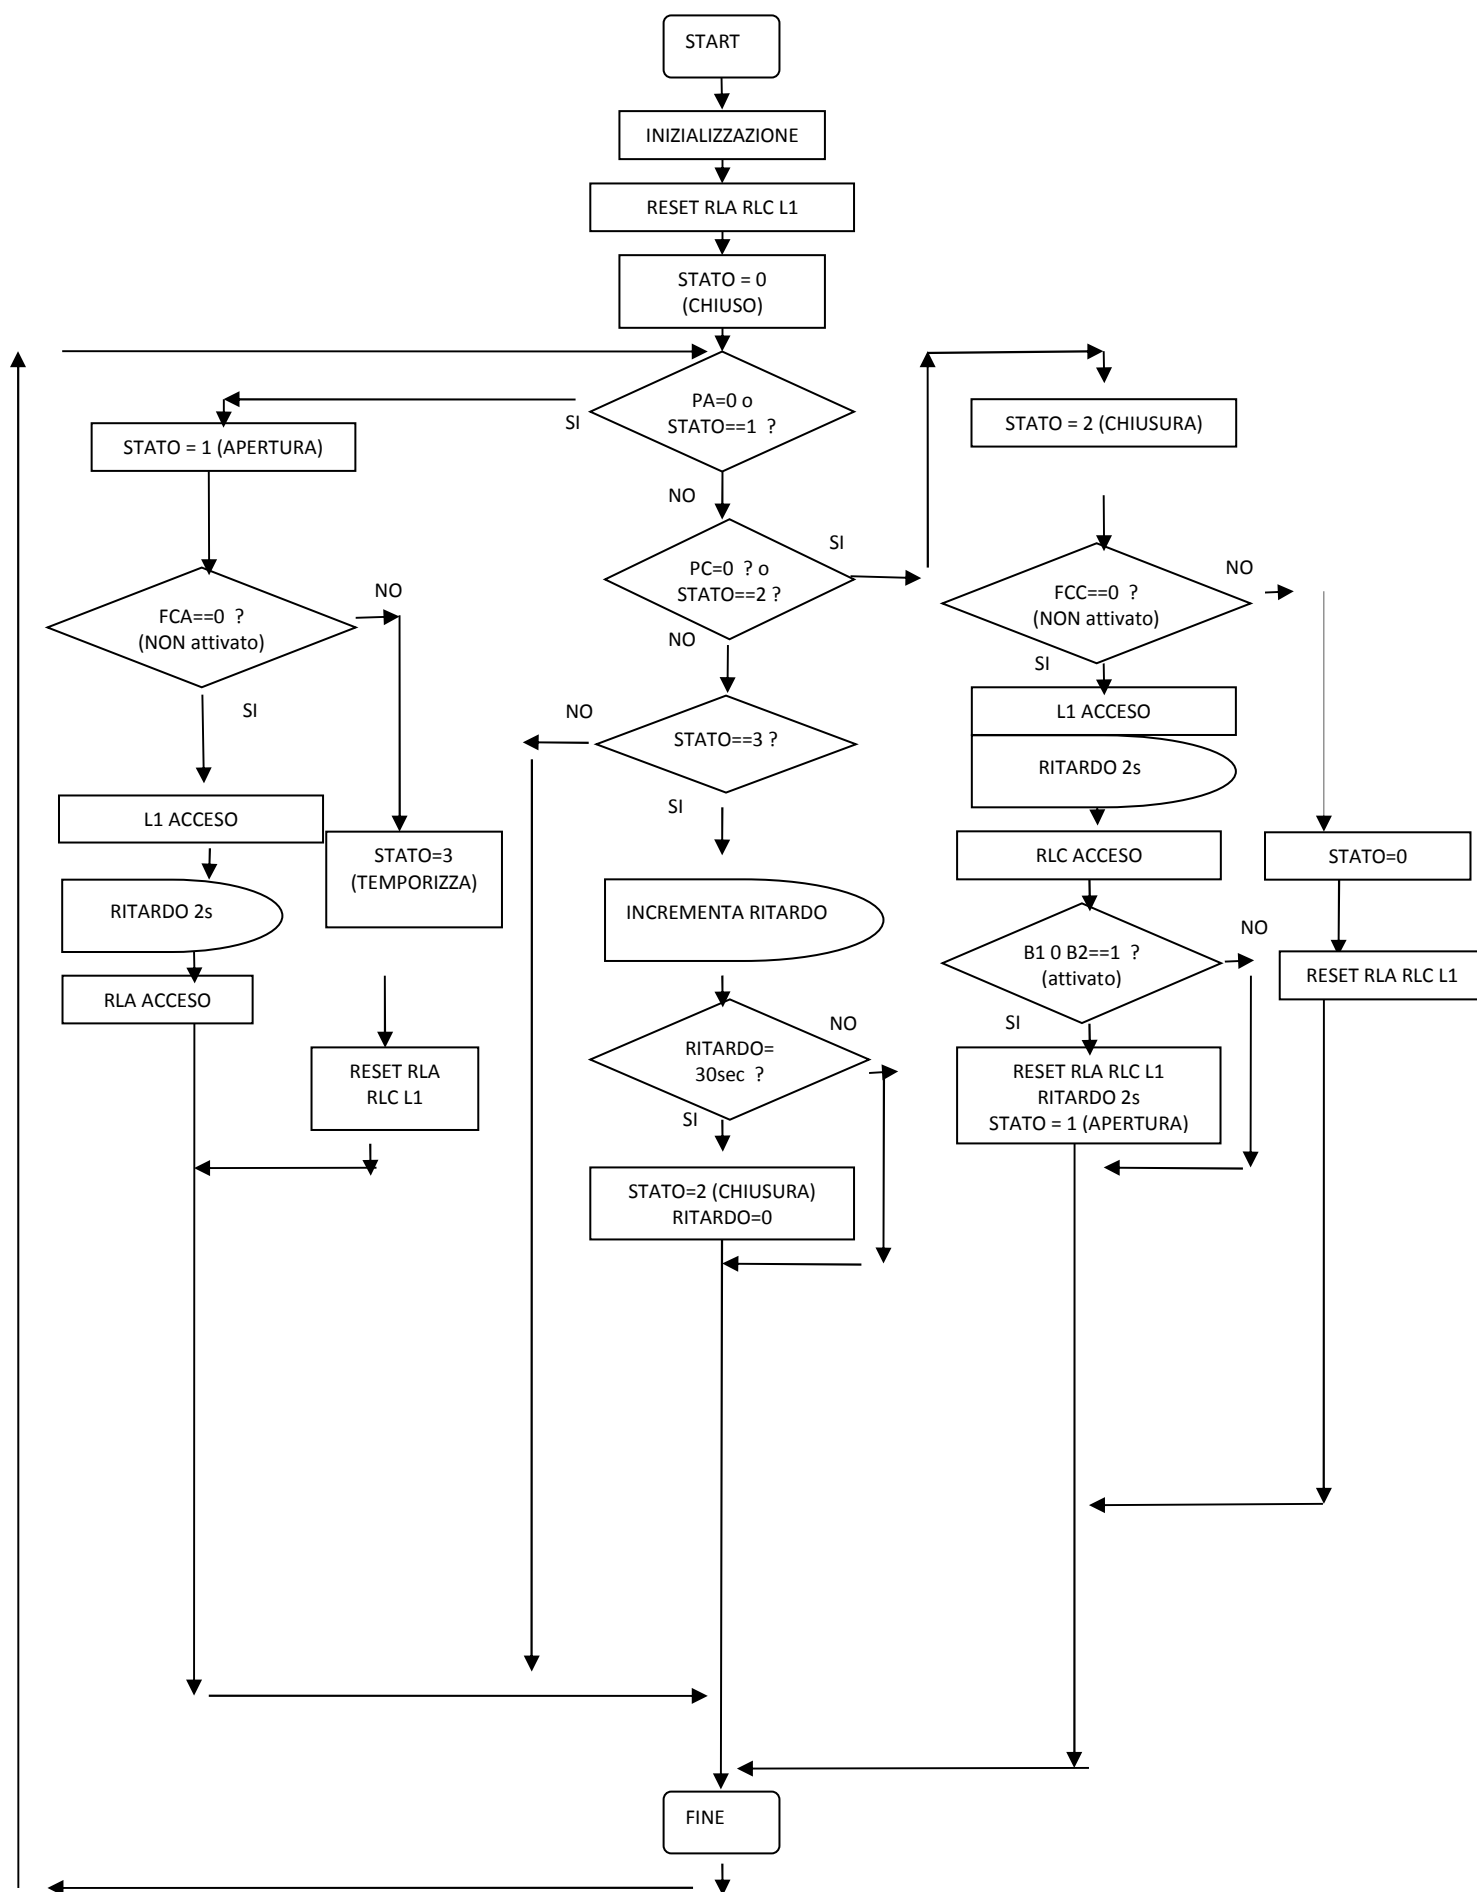 START
INIZIALIZZAZIONE
RESET RLA RLC L1
STATO = 0
(CHIUSO)
PA=0 o
STATO==1 ?
SI
NO
STATO = 1 (APERTURA)
FCA==0 ?
(NON attivato)
NO
SI
L1 ACCESO
RITARDO 2s
RLA ACCESO
STATO=3
(TEMPORIZZA)
RESET RLA
RLC L1
PC=0 ? o
STATO==2 ?
SI
NO
STATO==3 ?
NO
SI
INCREMENTA RITARDO
RITARDO=
30sec ?
NO
SI
STATO=2 (CHIUSURA)
RITARDO=0
STATO = 2 (CHIUSURA)
FCC==0 ?
(NON attivato)
NO
SI
L1 ACCESO
RITARDO 2s
RLC ACCESO
B1 0 B2==1 ?
(attivato)
NO
SI
RESET RLA RLC L1
RITARDO 2s
STATO = 1 (APERTURA)
STATO=0
RESET RLA RLC L1
FINE